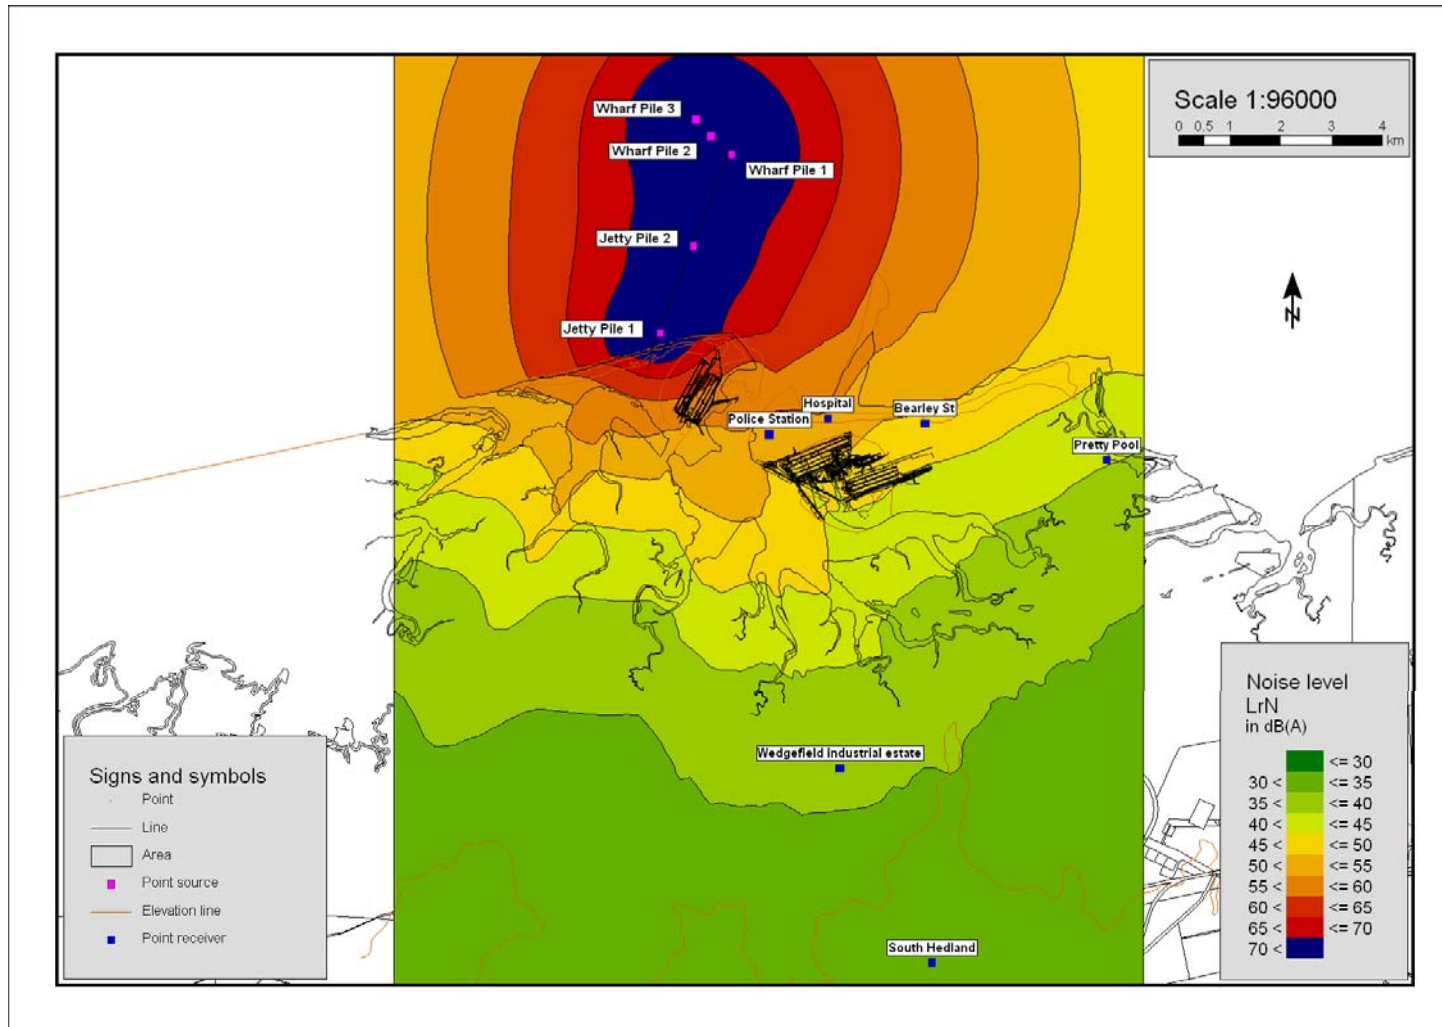 Scale 1:96000
0 0.5 1 2 3 4
km
Wharf Pile 3
Wharf Pile 2
Wharf Pile 1
Jetty Pile 2
Jetty Pile 1
N
Hospital
Bearley St
Police Station
Pretty Pool
Wedgefield industrial estate
South Hedland
Signs and symbols
Point
Line
Area
Point source
Elevation line
Point receiver
Noise level
LrN
in dB(A)
<= 30
30 < <= 35
35 < <= 40
40 < <= 45
45 < <= 50
50 < <= 55
55 < <= 60
60 < <= 65
65 < <= 70
70 <